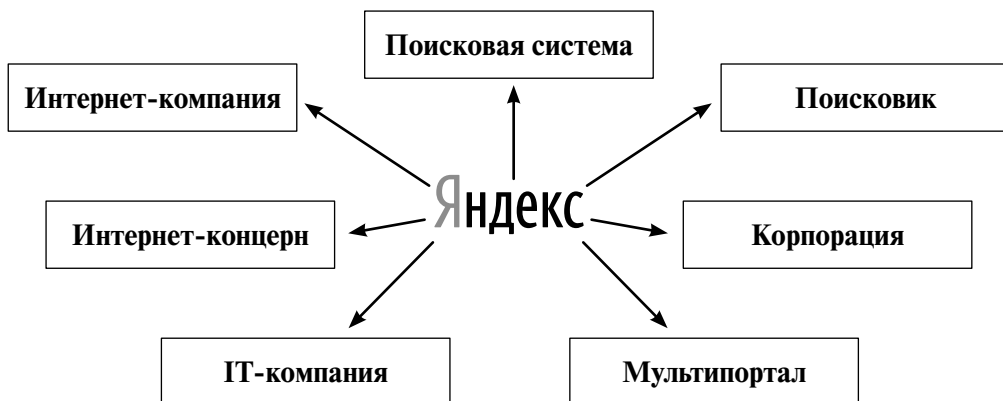 Поисковая система
Интернет-компания
Поисковик
Яндекс
Интернет-концерн
Корпорация
IT-компания
Мультипортал